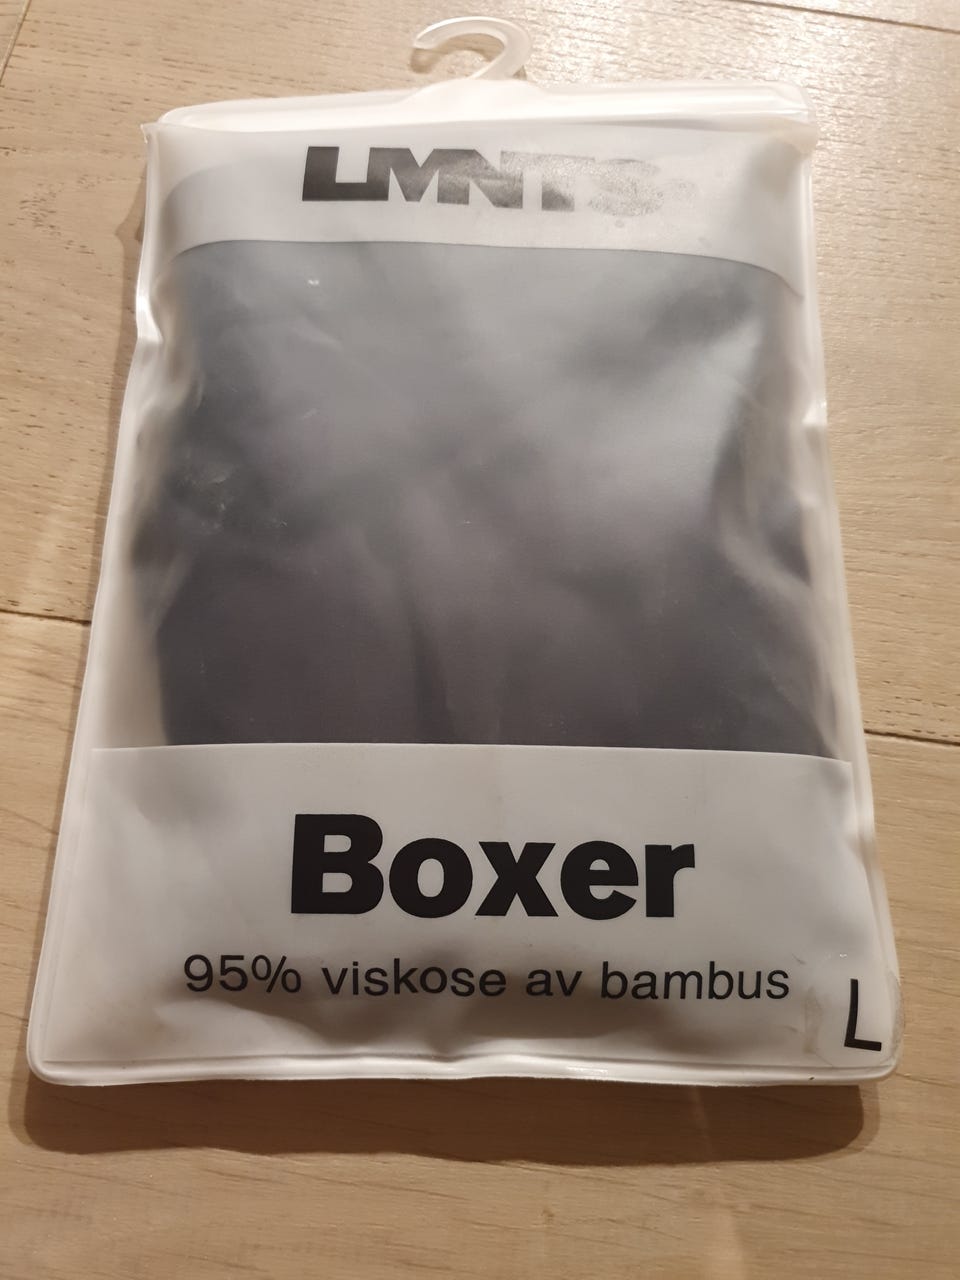 LMNTS
Boxer
95% viskose av bambus
L